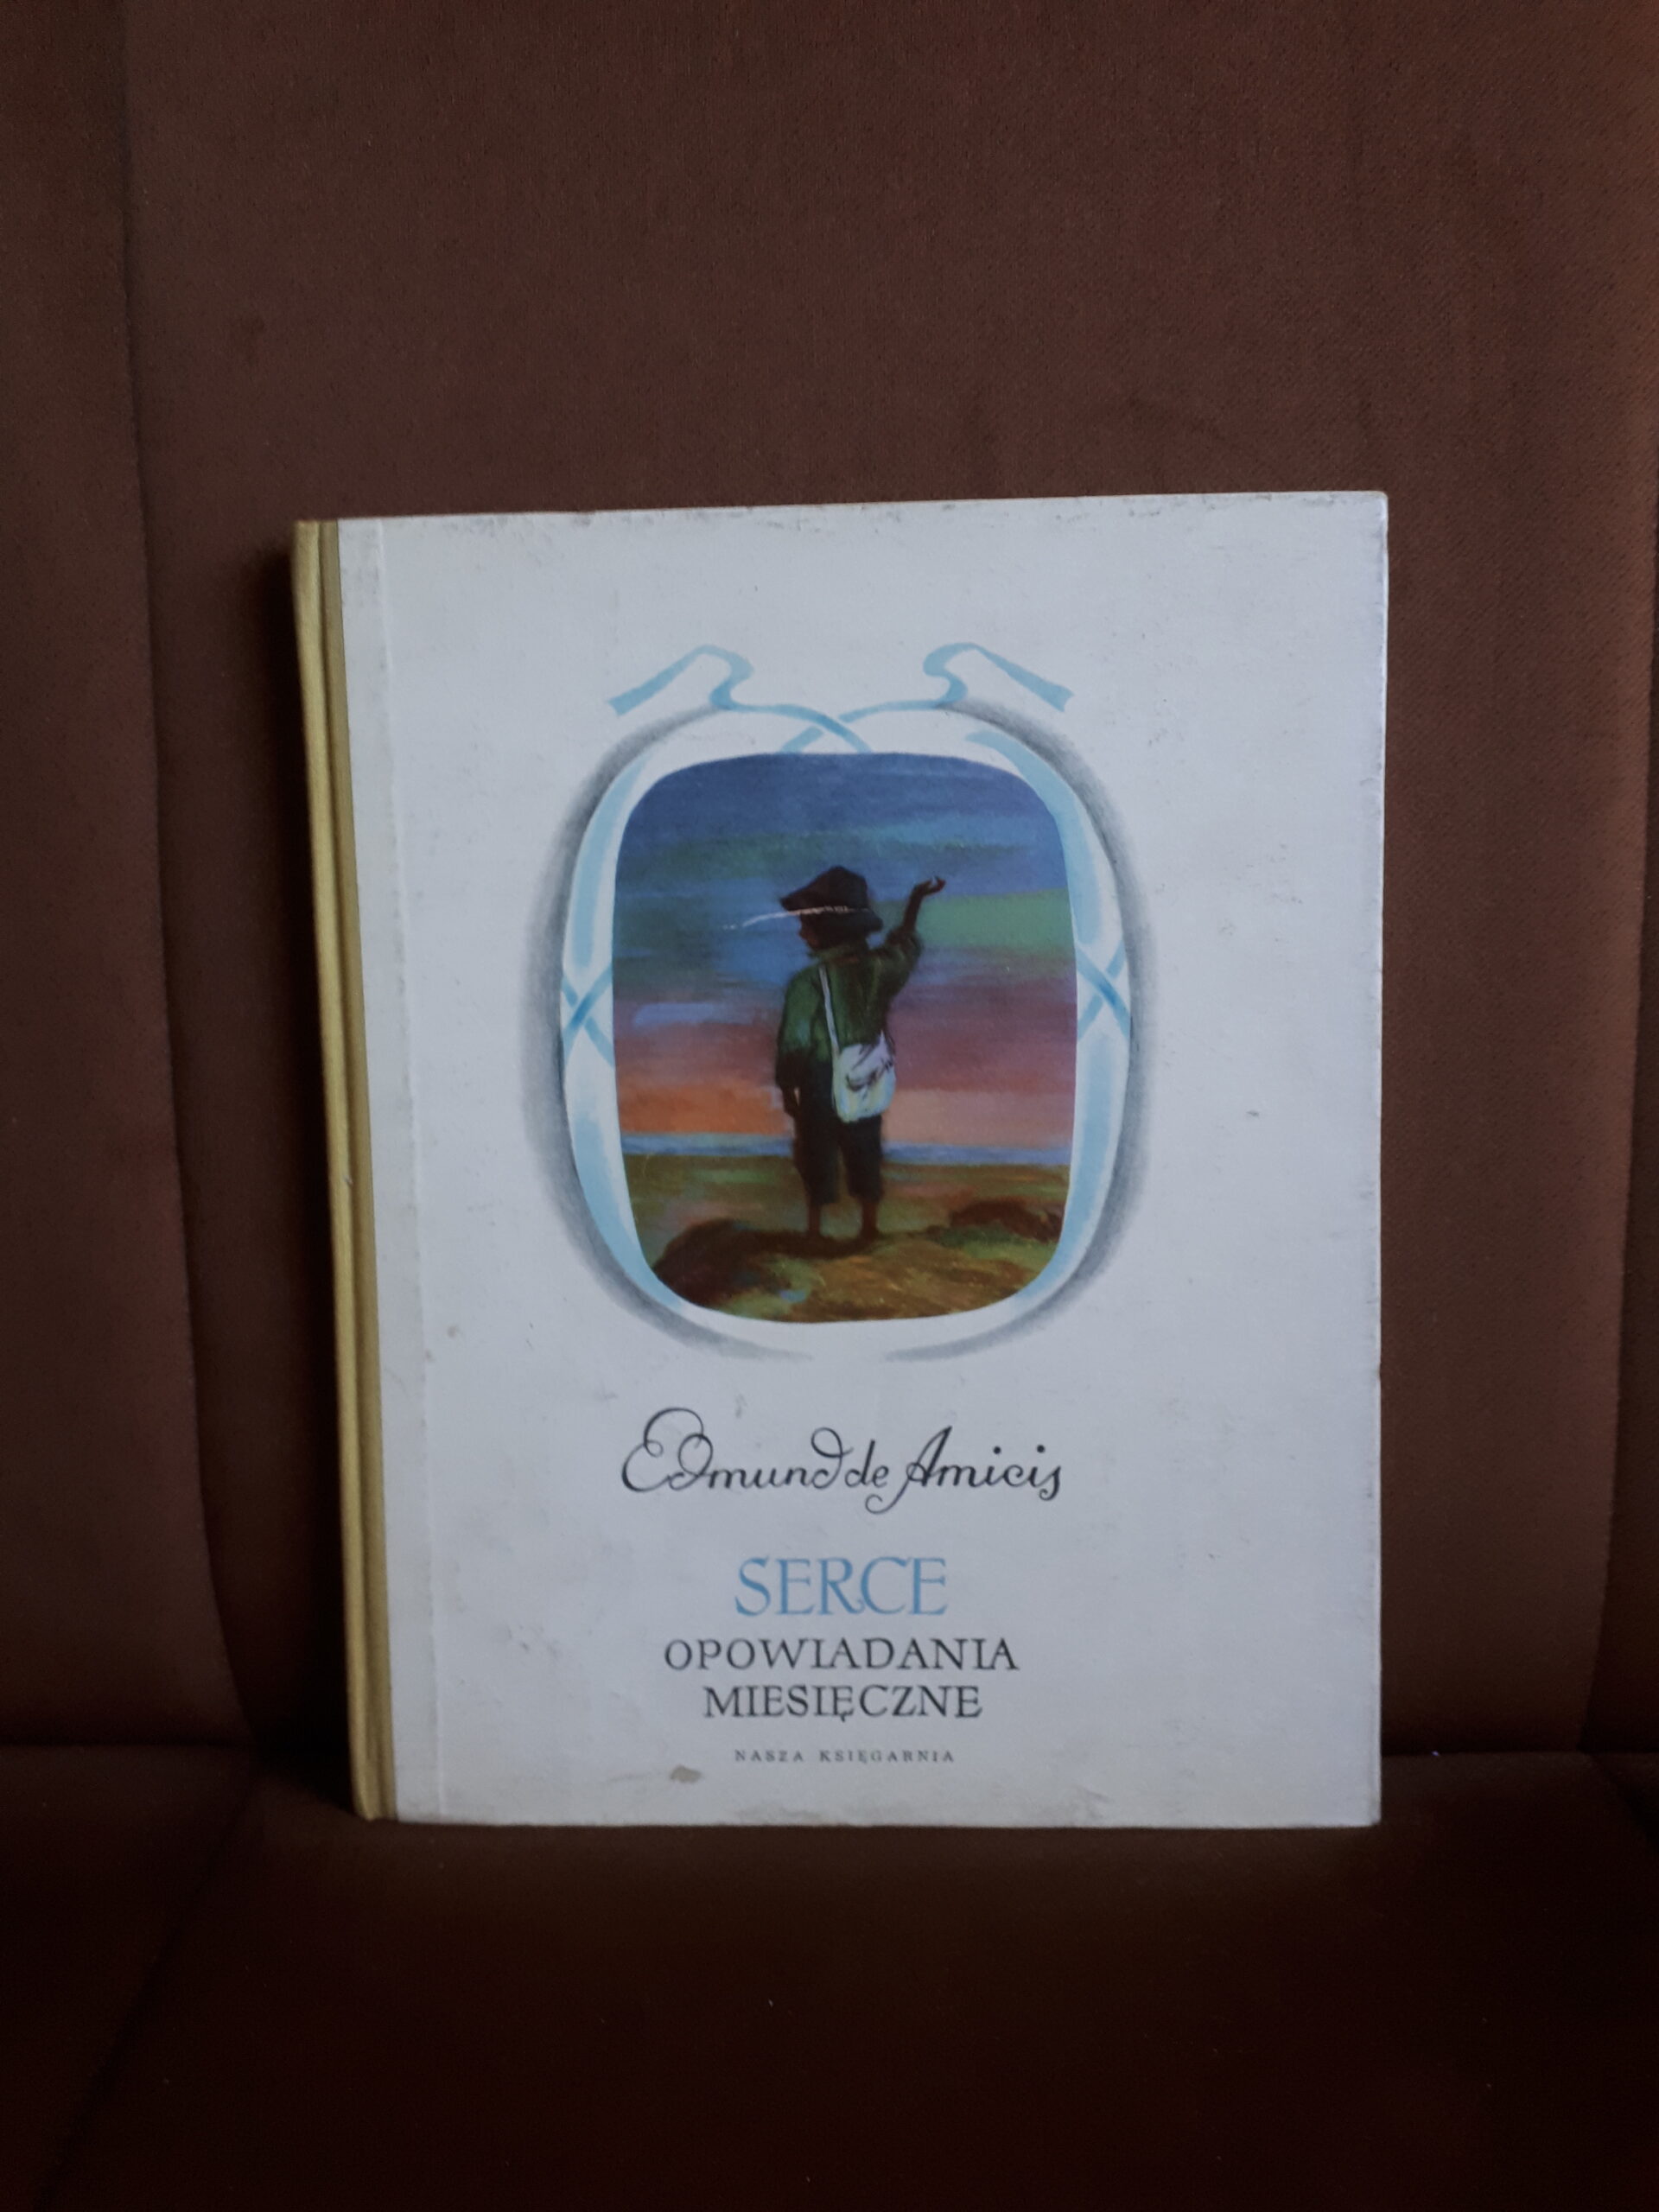 Edmund de Amicis
SERCE
OPOWIADANIA
MIESIĘCZNE
NASZA KSIĘGARNIA